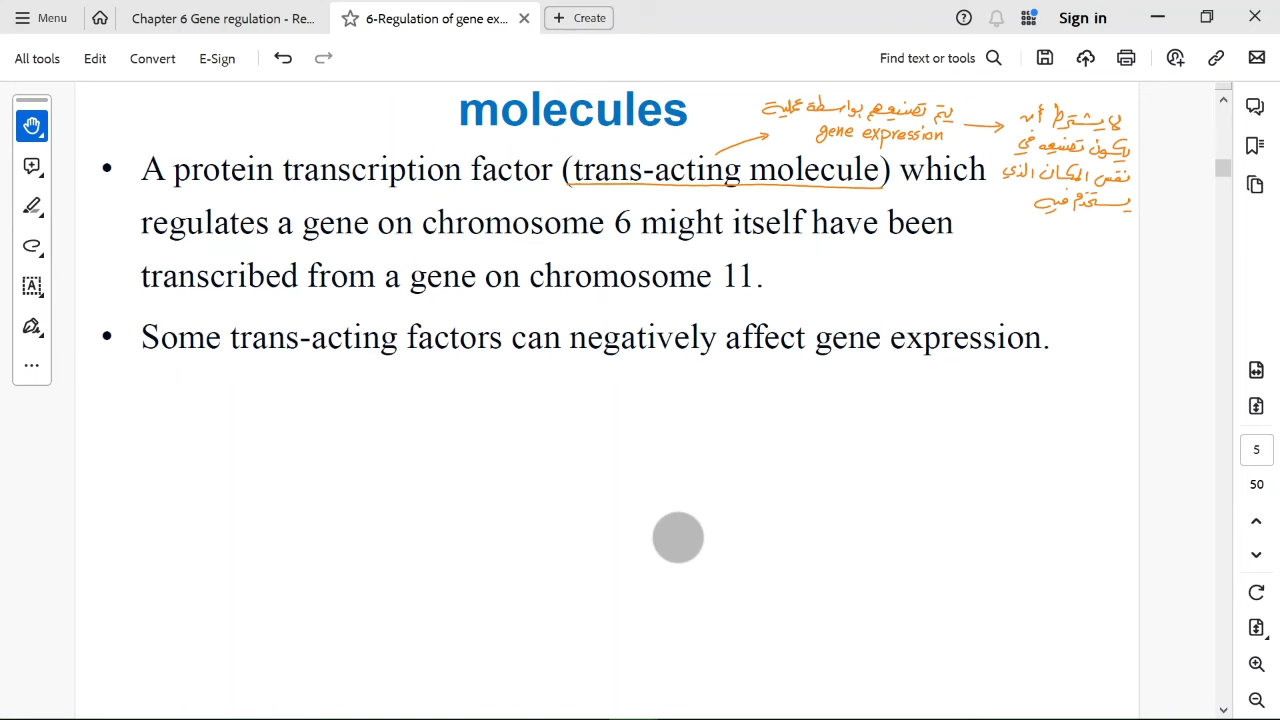 Menu
Chapter 6 Gene regulation - Re...
6-Regulation of gene ex...
Create
Sign in
All tools
Edit
Convert
E-Sign
Find text or tools
molecules
يتم تصنيعهم بواسطة عملية
gene expression
لا يشترط أن
يكون تصنيعه في
نفس المكان الذي
يستخدم فيه
• A protein transcription factor (trans-acting molecule) which
regulates a gene on chromosome 6 might itself have been
transcribed from a gene on chromosome 11.
• Some trans-acting factors can negatively affect gene expression.
5
50